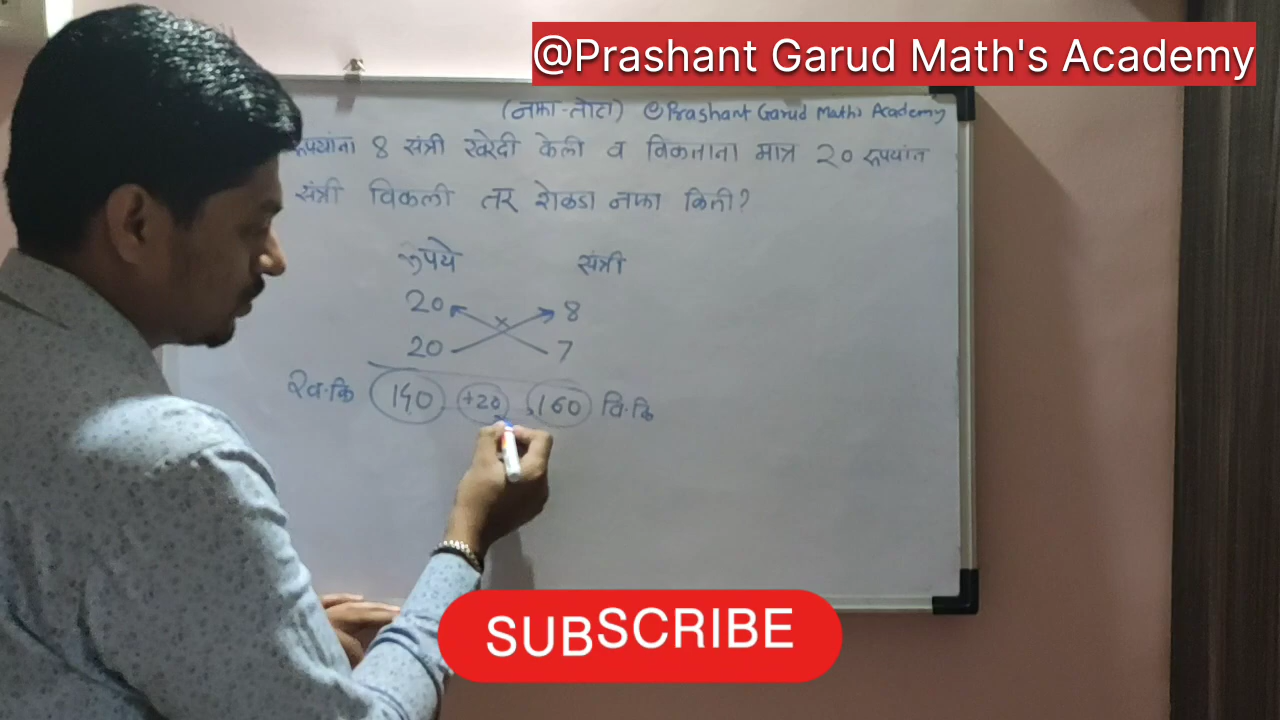 @Prashant Garud Math's Academy
(नफा-तोटा) @Prashant Garud Maths Academy
रूपयांना 8 संत्री खरेदी केली व विकताना मात्र 20 रूपयांत
संत्री विकली तर शेकडा नफा किती?
रूपये संत्री
20 8
×
20 7
ख.कि 140 +20 160 वि.कि
SUBSCRIBE